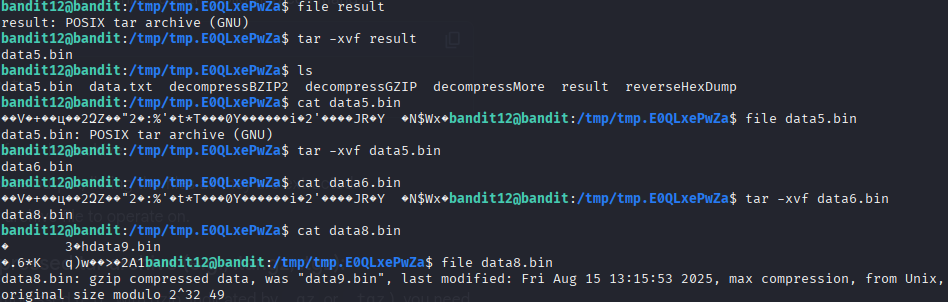 bandit12@bandit:/tmp/tmp.E0QLxePwZa$ file result
result: POSIX tar archive (GNU)
bandit12@bandit:/tmp/tmp.E0QLxePwZa$ tar -xvf result
data5.bin
bandit12@bandit:/tmp/tmp.E0QLxePwZa$ ls
data5.bin  data.txt  decompressBZIP2  decompressGZIP  decompressMore  result  reverseHexDump
bandit12@bandit:/tmp/tmp.E0QLxePwZa$ cat data5.bin
��V�+��ц��2ΩZ��"2�:%'�t*T���0Y������i�2'����JR�Y  �N$Wx�bandit12@bandit:/tmp/tmp.E0QLxePwZa$ file data5.bin
data5.bin: POSIX tar archive (GNU)
bandit12@bandit:/tmp/tmp.E0QLxePwZa$ tar -xvf data5.bin
data6.bin
bandit12@bandit:/tmp/tmp.E0QLxePwZa$ cat data6.bin
��V�+��ц��2ΩZ��"2�:%'�t*T���0Y������i�2'����JR�Y  �N$Wx�bandit12@bandit:/tmp/tmp.E0QLxePwZa$ tar -xvf data6.bin
data8.bin
bandit12@bandit:/tmp/tmp.E0QLxePwZa$ cat data8.bin
�       3�hdata9.bin
�.6*K   q)w��>�2A1bandit12@bandit:/tmp/tmp.E0QLxePwZa$ file data8.bin
data8.bin: gzip compressed data, was "data9.bin", last modified: Fri Aug 15 13:15:53 2025, max compression, from Unix,
original size modulo 2^32 49